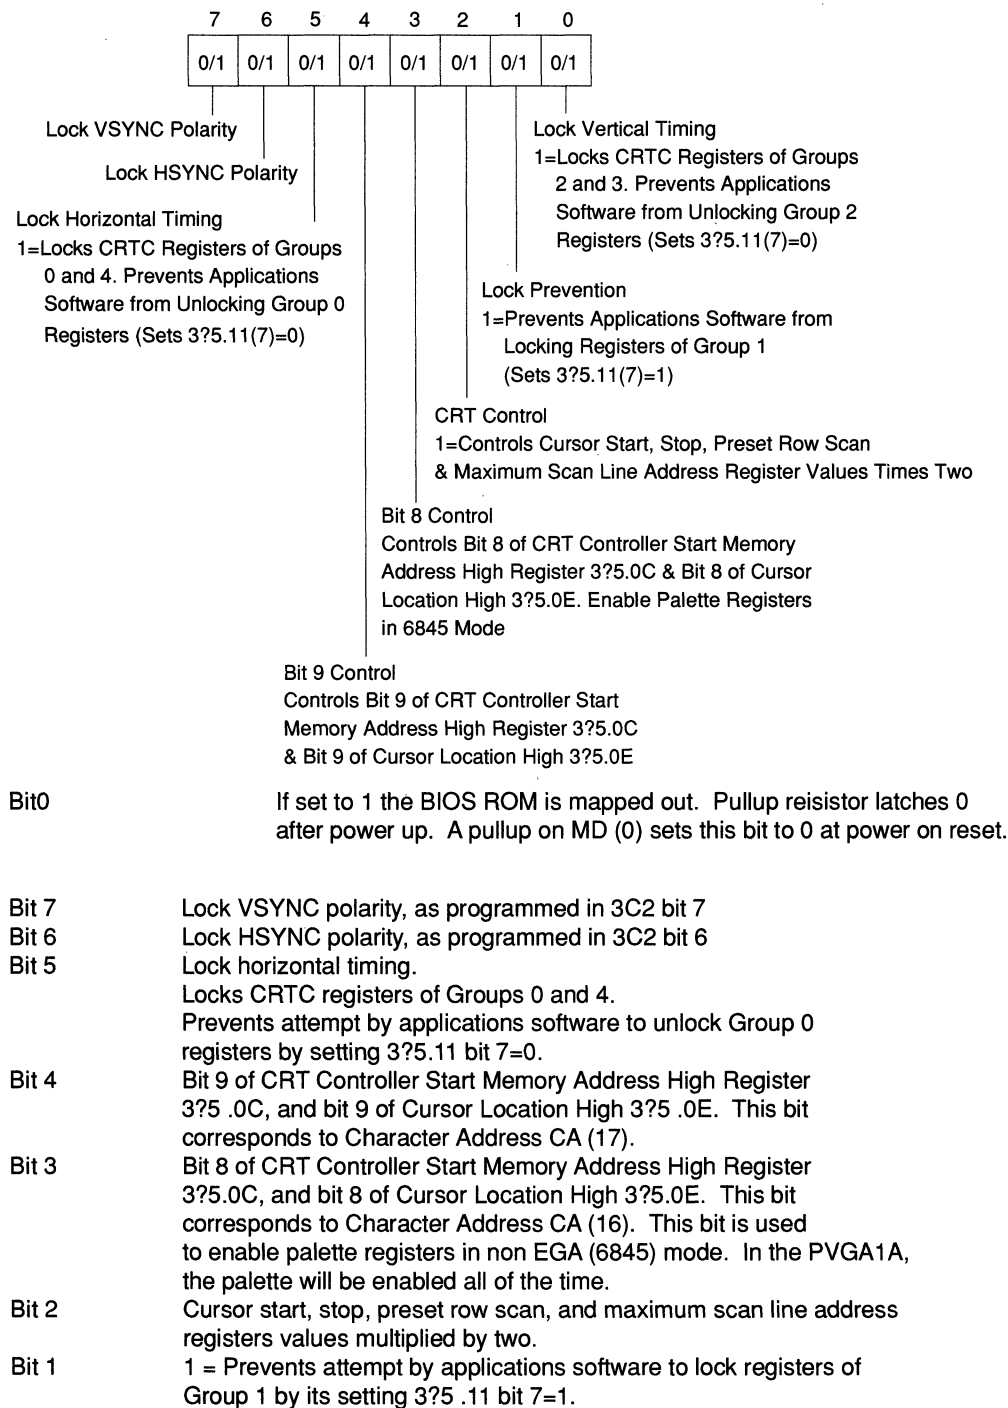 7 6 5 4 3 2 1 0
0/1 0/1 0/1 0/1 0/1 0/1 0/1 0/1
Lock VSYNC Polarity
Lock HSYNC Polarity
Lock Horizontal Timing
1=Locks CRTC Registers of Groups
0 and 4. Prevents Applications
Software from Unlocking Group 0
Registers (Sets 3?5.11(7)=0)
Lock Vertical Timing
1=Locks CRTC Registers of Groups
2 and 3. Prevents Applications
Software from Unlocking Group 2
Registers (Sets 3?5.11(7)=0)
Lock Prevention
1=Prevents Applications Software from
Locking Registers of Group 1
(Sets 3?5.11(7)=1)
CRT Control
1=Controls Cursor Start, Stop, Preset Row Scan
& Maximum Scan Line Address Register Values Times Two
Bit 8 Control
Controls Bit 8 of CRT Controller Start Memory
Address High Register 3?5.0C & Bit 8 of Cursor
Location High 3?5.0E. Enable Palette Registers
in 6845 Mode
Bit 9 Control
Controls Bit 9 of CRT Controller Start
Memory Address High Register 3?5.0C
& Bit 9 of Cursor Location High 3?5.0E
Bit0 If set to 1 the BIOS ROM is mapped out. Pullup reisistor latches 0
after power up. A pullup on MD (0) sets this bit to 0 at power on reset.
Bit 7 Lock VSYNC polarity, as programmed in 3C2 bit 7
Bit 6 Lock HSYNC polarity, as programmed in 3C2 bit 6
Bit 5 Lock horizontal timing.
Locks CRTC registers of Groups 0 and 4.
Prevents attempt by applications software to unlock Group 0
registers by setting 3?5.11 bit 7=0.
Bit 4 Bit 9 of CRT Controller Start Memory Address High Register
3?5 .0C, and bit 9 of Cursor Location High 3?5 .0E. This bit
corresponds to Character Address CA (17).
Bit 3 Bit 8 of CRT Controller Start Memory Address High Register
3?5.0C, and bit 8 of Cursor Location High 3?5.0E. This bit
corresponds to Character Address CA (16). This bit is used
to enable palette registers in non EGA (6845) mode. In the PVGA1A,
the palette will be enabled all of the time.
Bit 2 Cursor start, stop, preset row scan, and maximum scan line address
registers values multiplied by two.
Bit 1 1 = Prevents attempt by applications software to lock registers of
Group 1 by its setting 3?5 .11 bit 7=1.